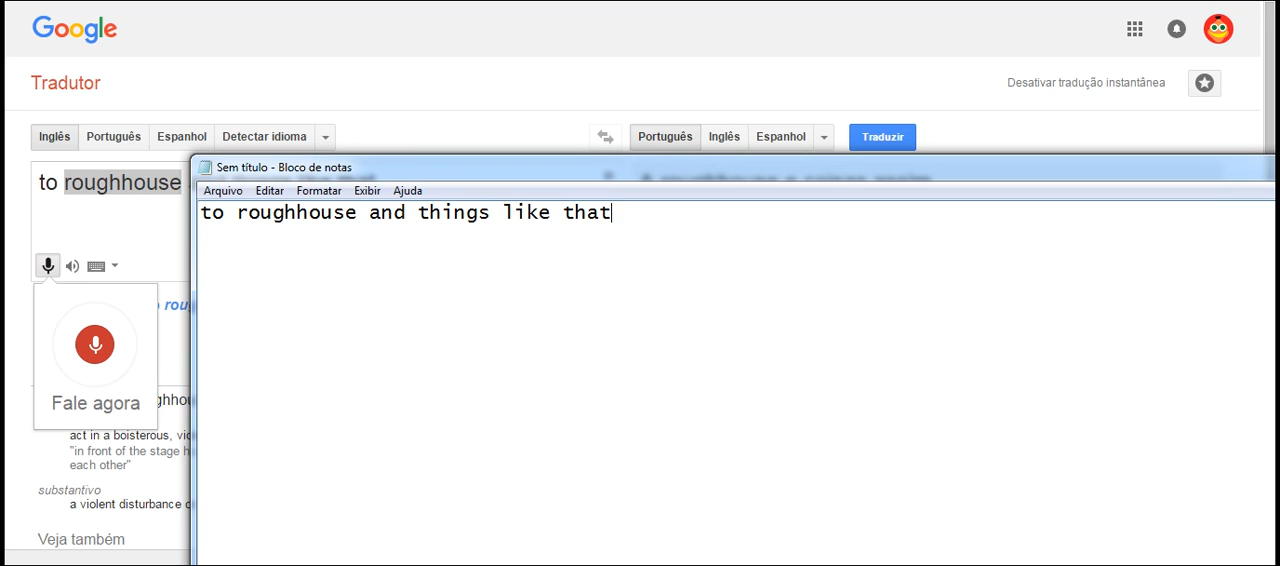 Google
Tradutor
Desativar tradução instantânea
Inglês Português Espanhol Detectar idioma
Português Inglês Espanhol Traduzir
to roughhouse
Sem título - Bloco de notas
Arquivo Editar Formatar Exibir Ajuda
to roughhouse and things like that
Fale agora
act in a boisterous,
"in front of the stage
each other"
substantivo
a violent disturbance
Veja também